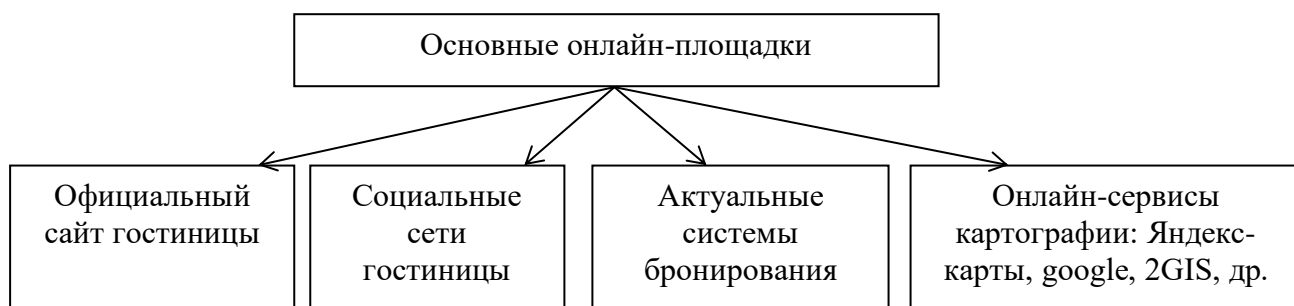 Основные онлайн-площадки
Официальный
сайт гостиницы
Социальные
сети
гостиницы
Актуальные
системы
бронирования
Онлайн-сервисы
картографии: Яндекс-
карты, google, 2GIS, др.